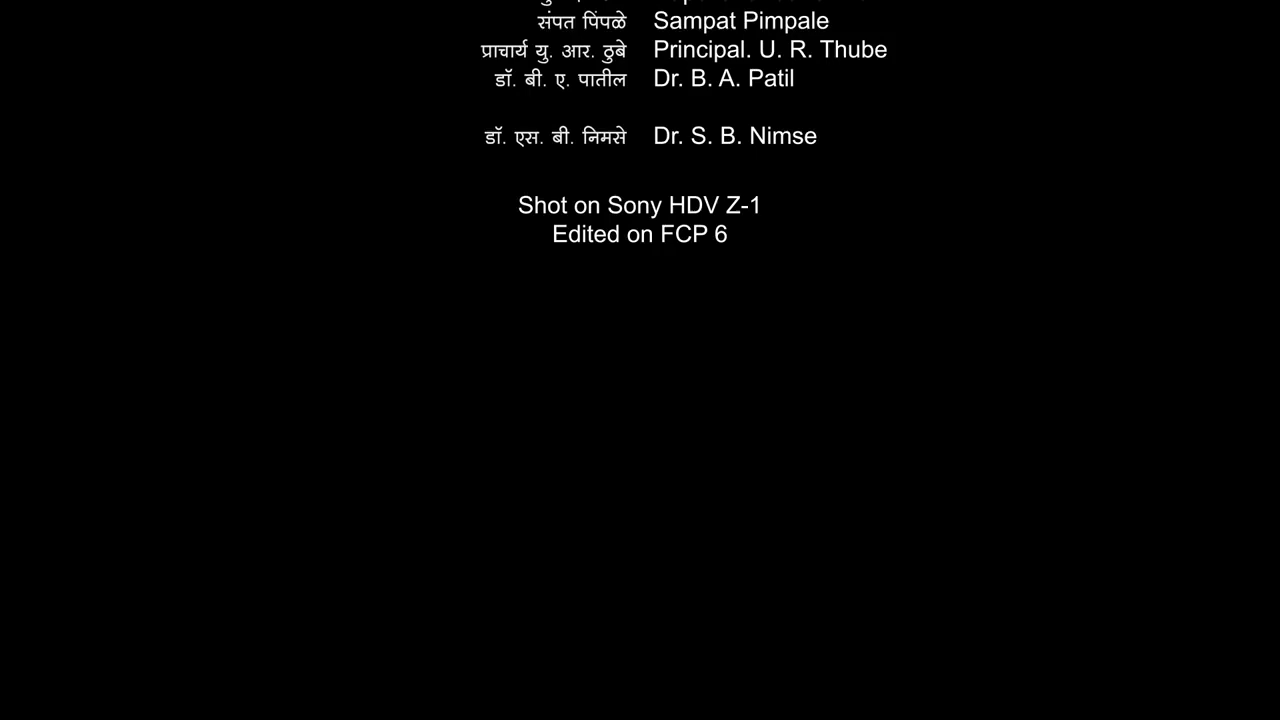 संपत पिंपळे Sampat Pimpale
प्राचार्य यु. आर. ठुबे Principal. U. R. Thube
डॉ. बी. ए. पातील Dr. B. A. Patil
डॉ. एस. बी. निमसे Dr. S. B. Nimse
Shot on Sony HDV Z-1
Edited on FCP 6